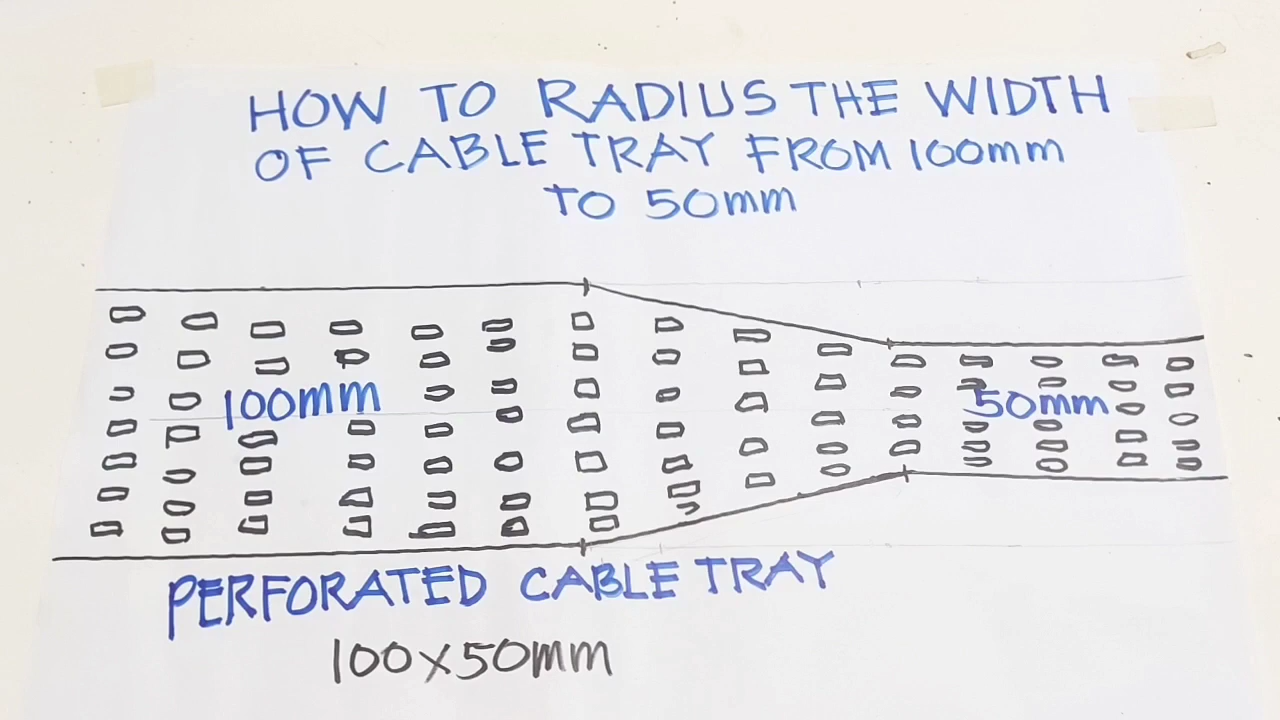 HOW TO RADIUS THE WIDTH
OF CABLE TRAY FROM 100mm
TO 50mm
100mm
50mm
PERFORATED CABLE TRAY
100x50mm